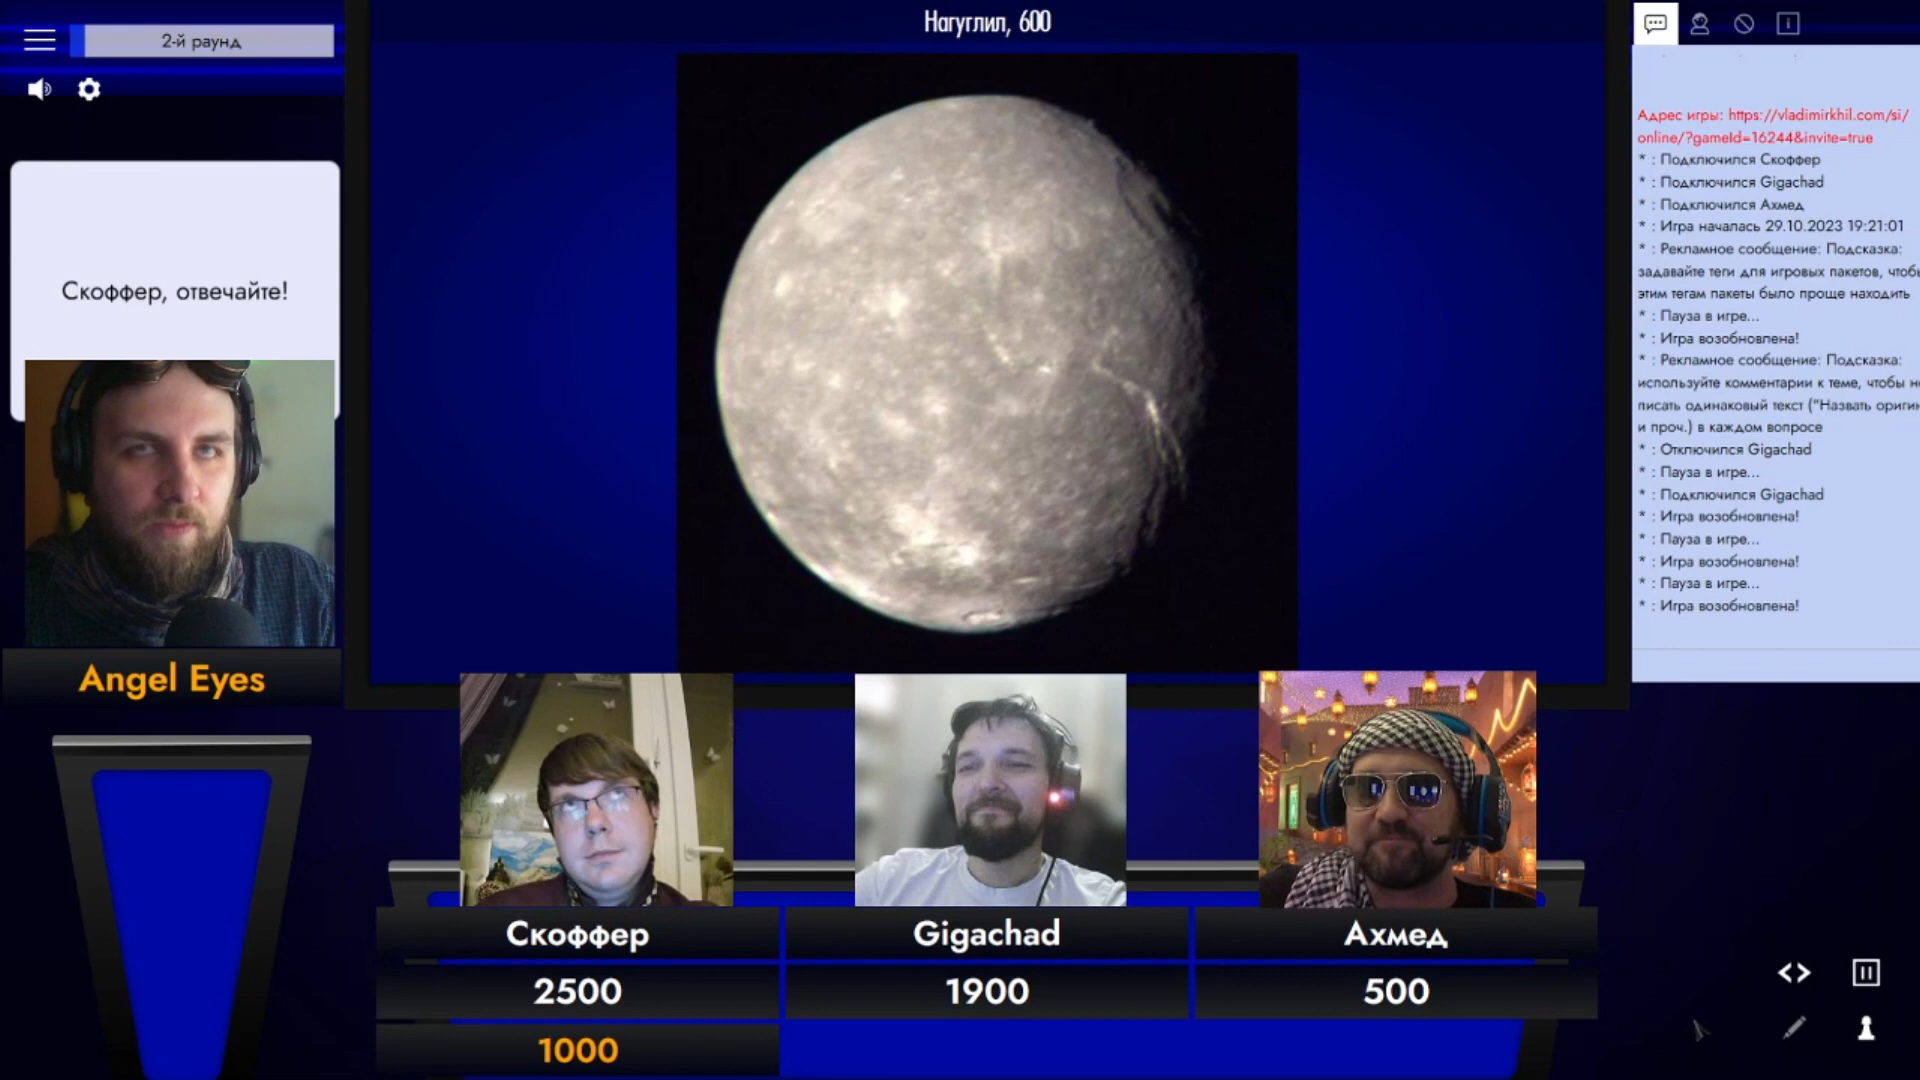 2-й раунд
Нагуглил, 600
Скоффер, отвечайте!
Angel Eyes
Адрес игры: https://vladimirkhil.com/si/
online/?gameId=16244&invite=true
* : Подключился Скоффер
* : Подключился Gigachad
* : Подключился Ахмед
* : Игра началась 29.10.2023 19:21:01
* : Рекламное сообщение: Подсказка:
задавайте теги для игровых пакетов, чтобы
этим тегам пакеты было проще находить
* : Пауза в игре...
* : Игра возобновлена!
* : Рекламное сообщение: Подсказка:
используйте комментарии к теме, чтобы не
писать одинаковый текст ("Назвать
и проч.) в каждом вопросе
* : Отключился Gigachad
* : Пауза в игре...
* : Подключился Gigachad
* : Игра возобновлена!
* : Пауза в игре...
* : Игра возобновлена!
* : Пауза в игре...
* : Игра возобновлена!
Скоффер
Gigachad
Ахмед
2500
1900
500
1000